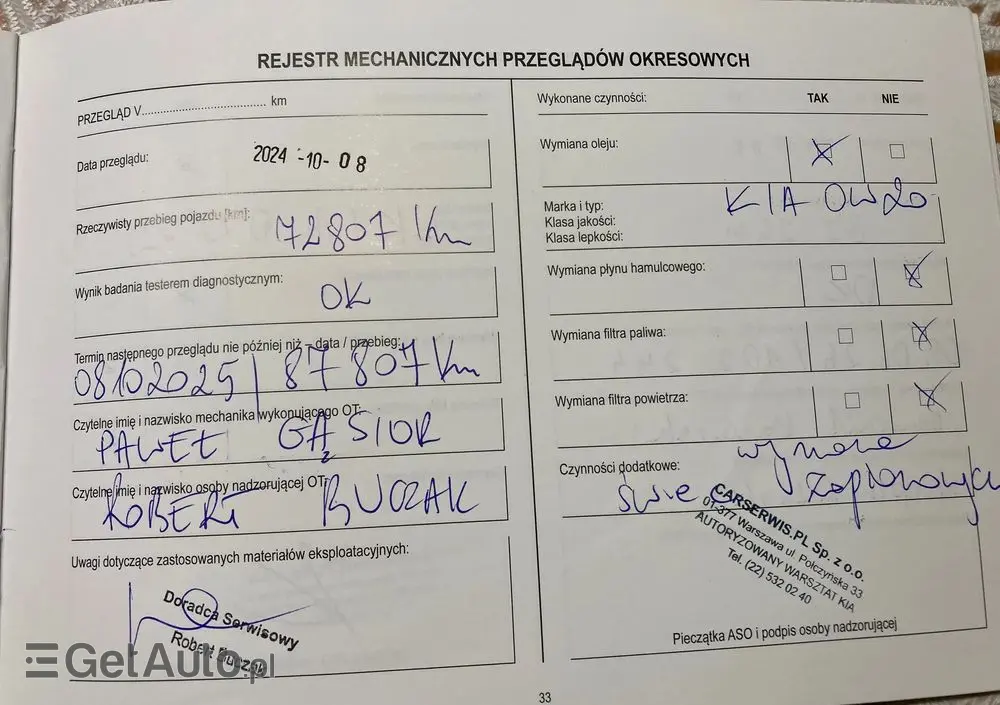 REJESTR MECHANICZNYCH PRZEGLĄDÓW OKRESOWYCH
PRZEGLĄD V.................................... km
Data przeglądu:
2024 -10- 08
Rzeczywisty przebieg pojazdu [km]:
72807 Km
Wynik badania testerem diagnostycznym:
OK
Termin następnego przeglądu nie później niż – data / przebieg:
08102025 | 87807 Km
Czytelne imię i nazwisko mechanika wykonującego OT:
PAWEŁ GĄSIOR
Czytelne imię i nazwisko osoby nadzorującej OT:
ROBERT BUCZAK
Uwagi dotyczące zastosowanych materiałów eksploatacyjnych:
Doradca Serwisowy
Robert Buczak
Wykonane czynności: TAK NIE
Wymiana oleju:
Marka i typ:
KIA 0W20
Klasa jakości:
Klasa lepkości:
Wymiana płynu hamulcowego:
Wymiana filtra paliwa:
Wymiana filtra powietrza:
Czynności dodatkowe:
świec zapłonowych
CARSERWIS.PL Sp. z o.o.
01-377 Warszawa ul. Połczyńska 33
AUTORYZOWANY WARSZTAT KIA
Tel. (22) 532 02 40
Pieczątka ASO i podpis osoby nadzorującej
33
GetAuto.pl